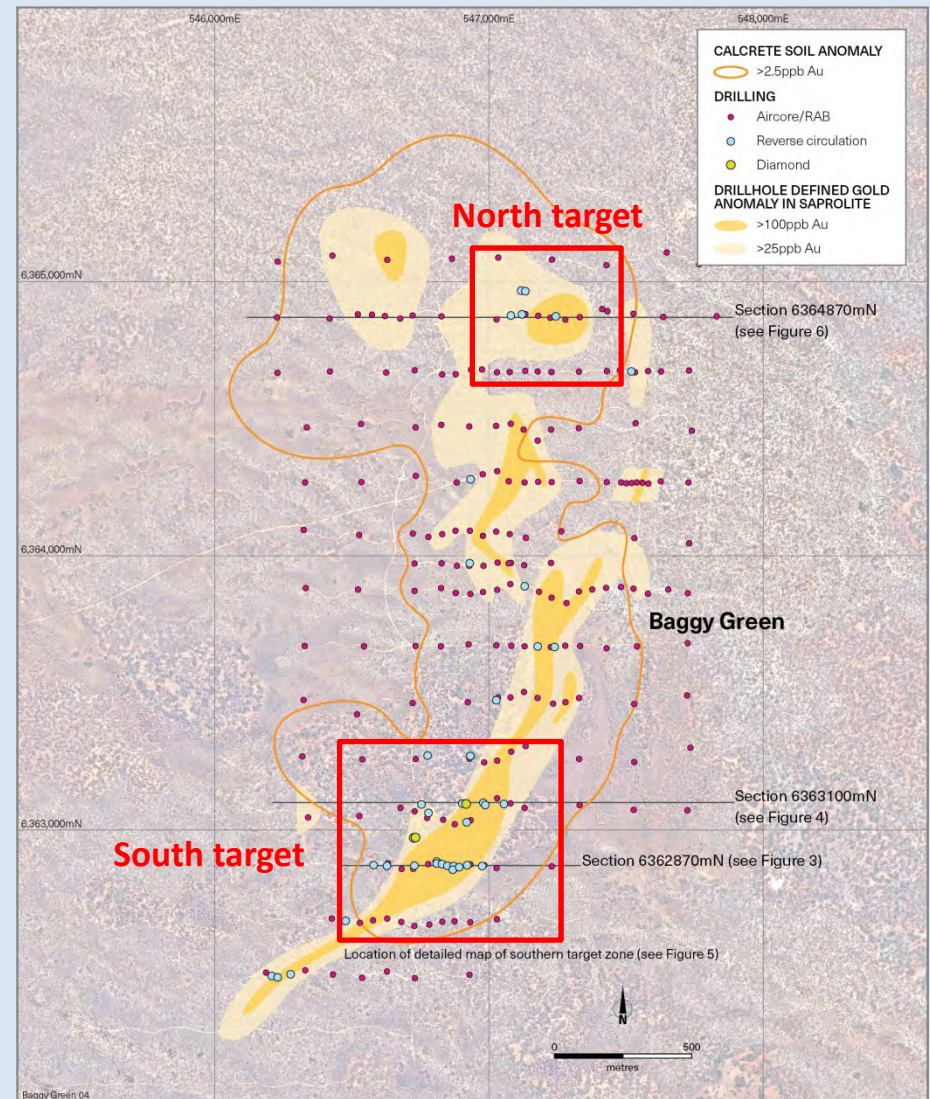 546,000mE
547,000mE
548,000mE
CALCRETE SOIL ANOMALY
>2.5ppb Au
DRILLING
Aircore/RAB
Reverse circulation
Diamond
DRILLHOLE DEFINED GOLD
ANOMALY IN SAPROLITE
>100ppb Au
>25ppb Au
North target
6,365,000mN
Section 6364870mN
(see Figure 6)
6,364,000mN
Baggy Green
Section 6363100mN
(see Figure 4)
6,363,000mN
South target
Section 6362870mN (see Figure 3)
Location of detailed map of southern target zone (see Figure 5)
N
0
500
metres
Baggy Green 04